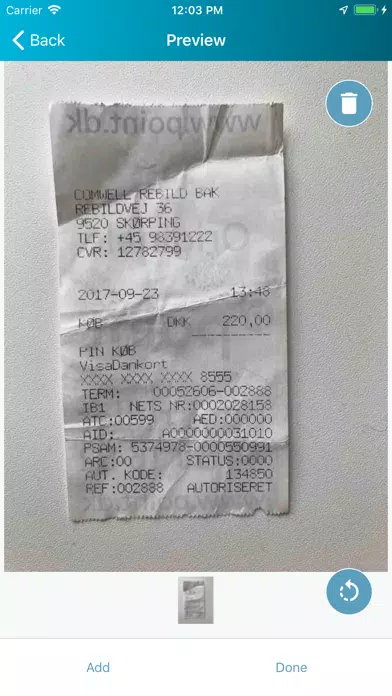 Carrier 12:03 PM
Back Preview
www.ipoint.dk
COMWELL REBILD BAK
REBILDVEJ 36
9520 SKØRPING
TLF: +45 98391222
CVR: 12782799
2017-09-23 13:48
KØB DKK 220,00
PIN KØB
VisaDankort
XXXX XXXX XXXX 8555
TERM: 00052606-002888
IB1 NETS NR:0002028158
ATC:00599 AED:000000
AID: A0000000031010
PSAM: 5374978-0000550991
ARC:00 STATUS:0000
AUT. KODE: 134850
REF:002888 AUTORISERET
Add Done